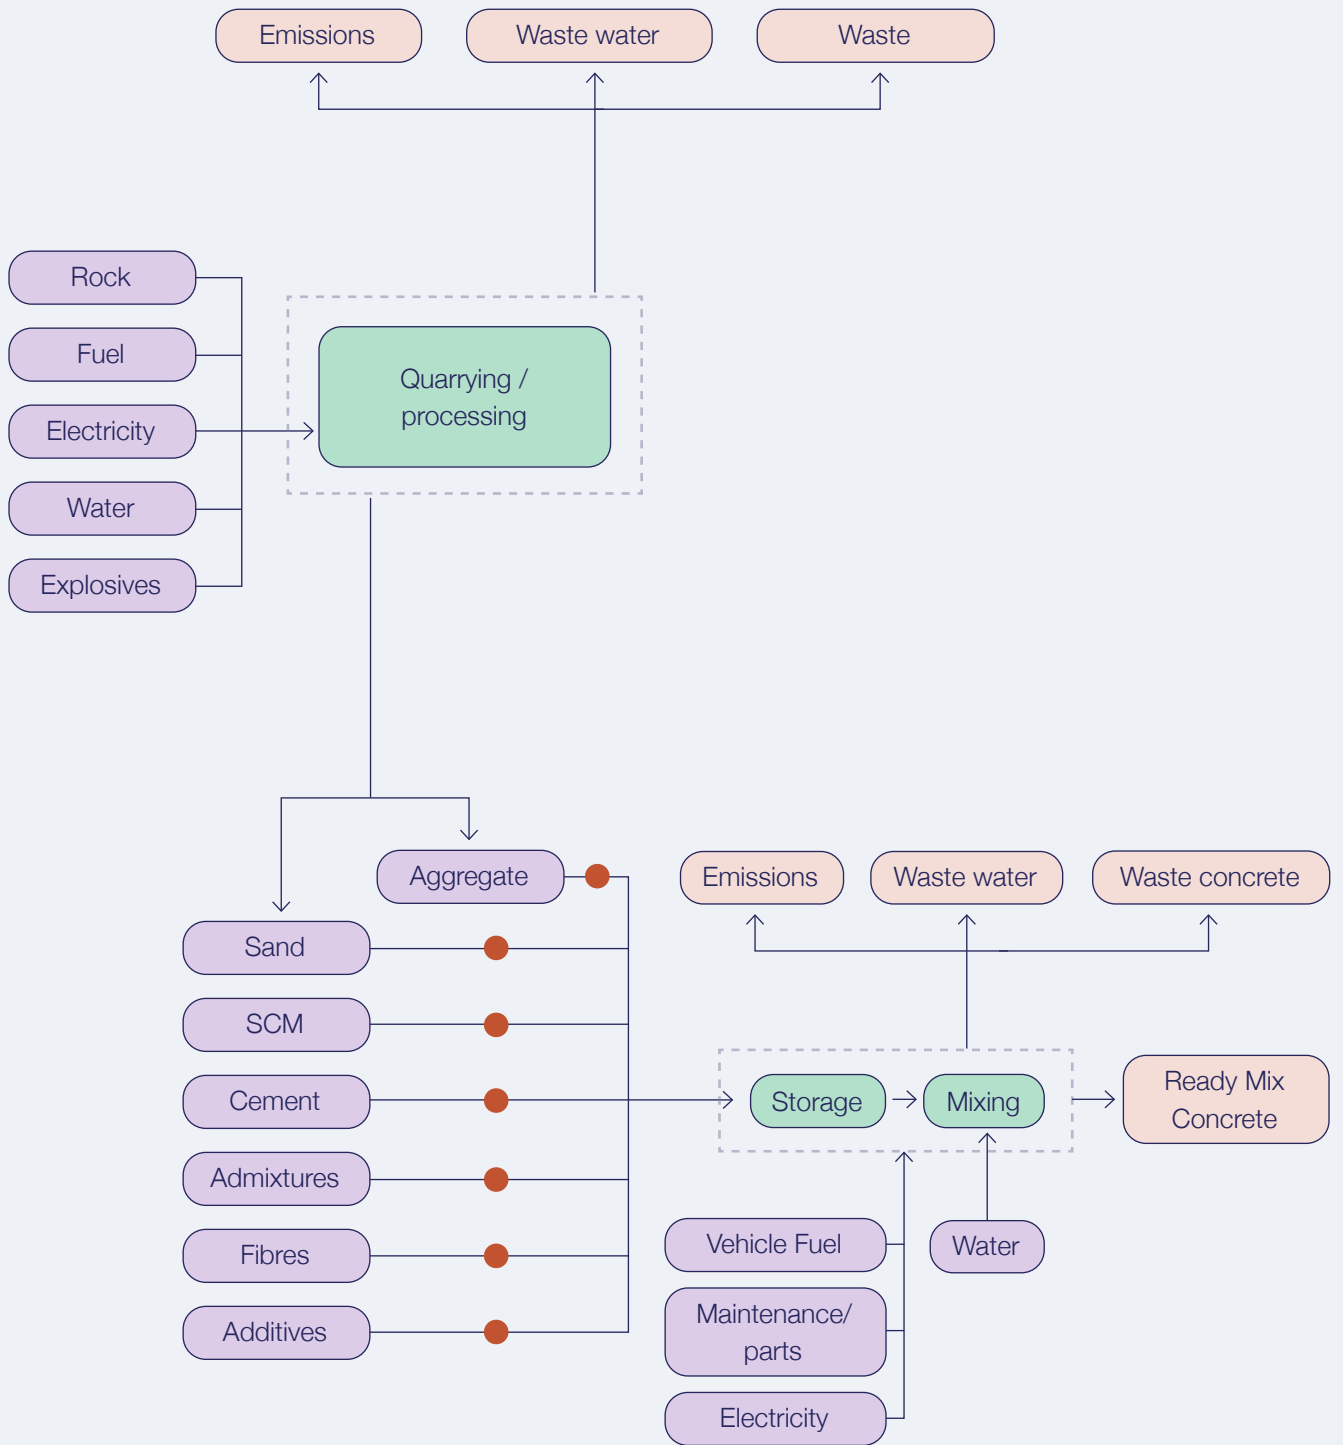 Emissions
Waste water
Waste
Rock
Fuel
Electricity
Water
Explosives
Quarrying /
processing
Aggregate
Sand
SCM
Cement
Admixtures
Fibres
Additives
Emissions
Waste water
Waste concrete
Storage
Mixing
Ready Mix
Concrete
Vehicle Fuel
Water
Maintenance/
parts
Electricity